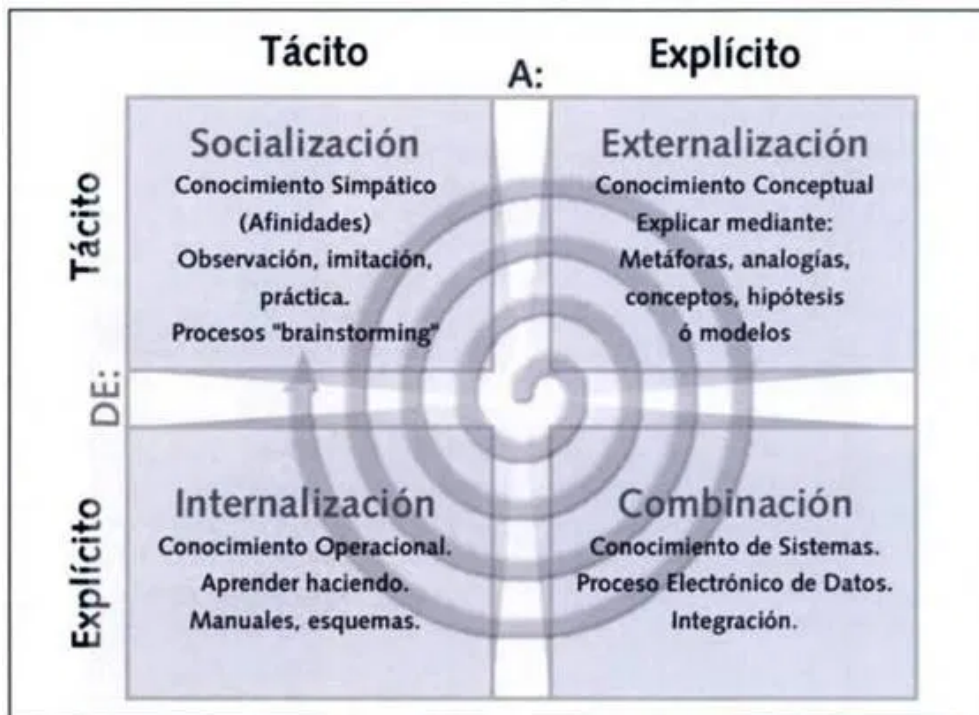 Tácito
A:
Explícito
Tácito
DE:
Explícito
Socialización
Conocimiento Simpático
(Afinidades)
Observación, imitación,
práctica.
Procesos "brainstorming"
Externalización
Conocimiento Conceptual
Explicar mediante:
Metáforas, analogías,
conceptos, hipótesis
ó modelos
Internalización
Conocimiento Operacional.
Aprender haciendo.
Manuales, esquemas.
Combinación
Conocimiento de Sistemas.
Proceso Electrónico de Datos.
Integración.